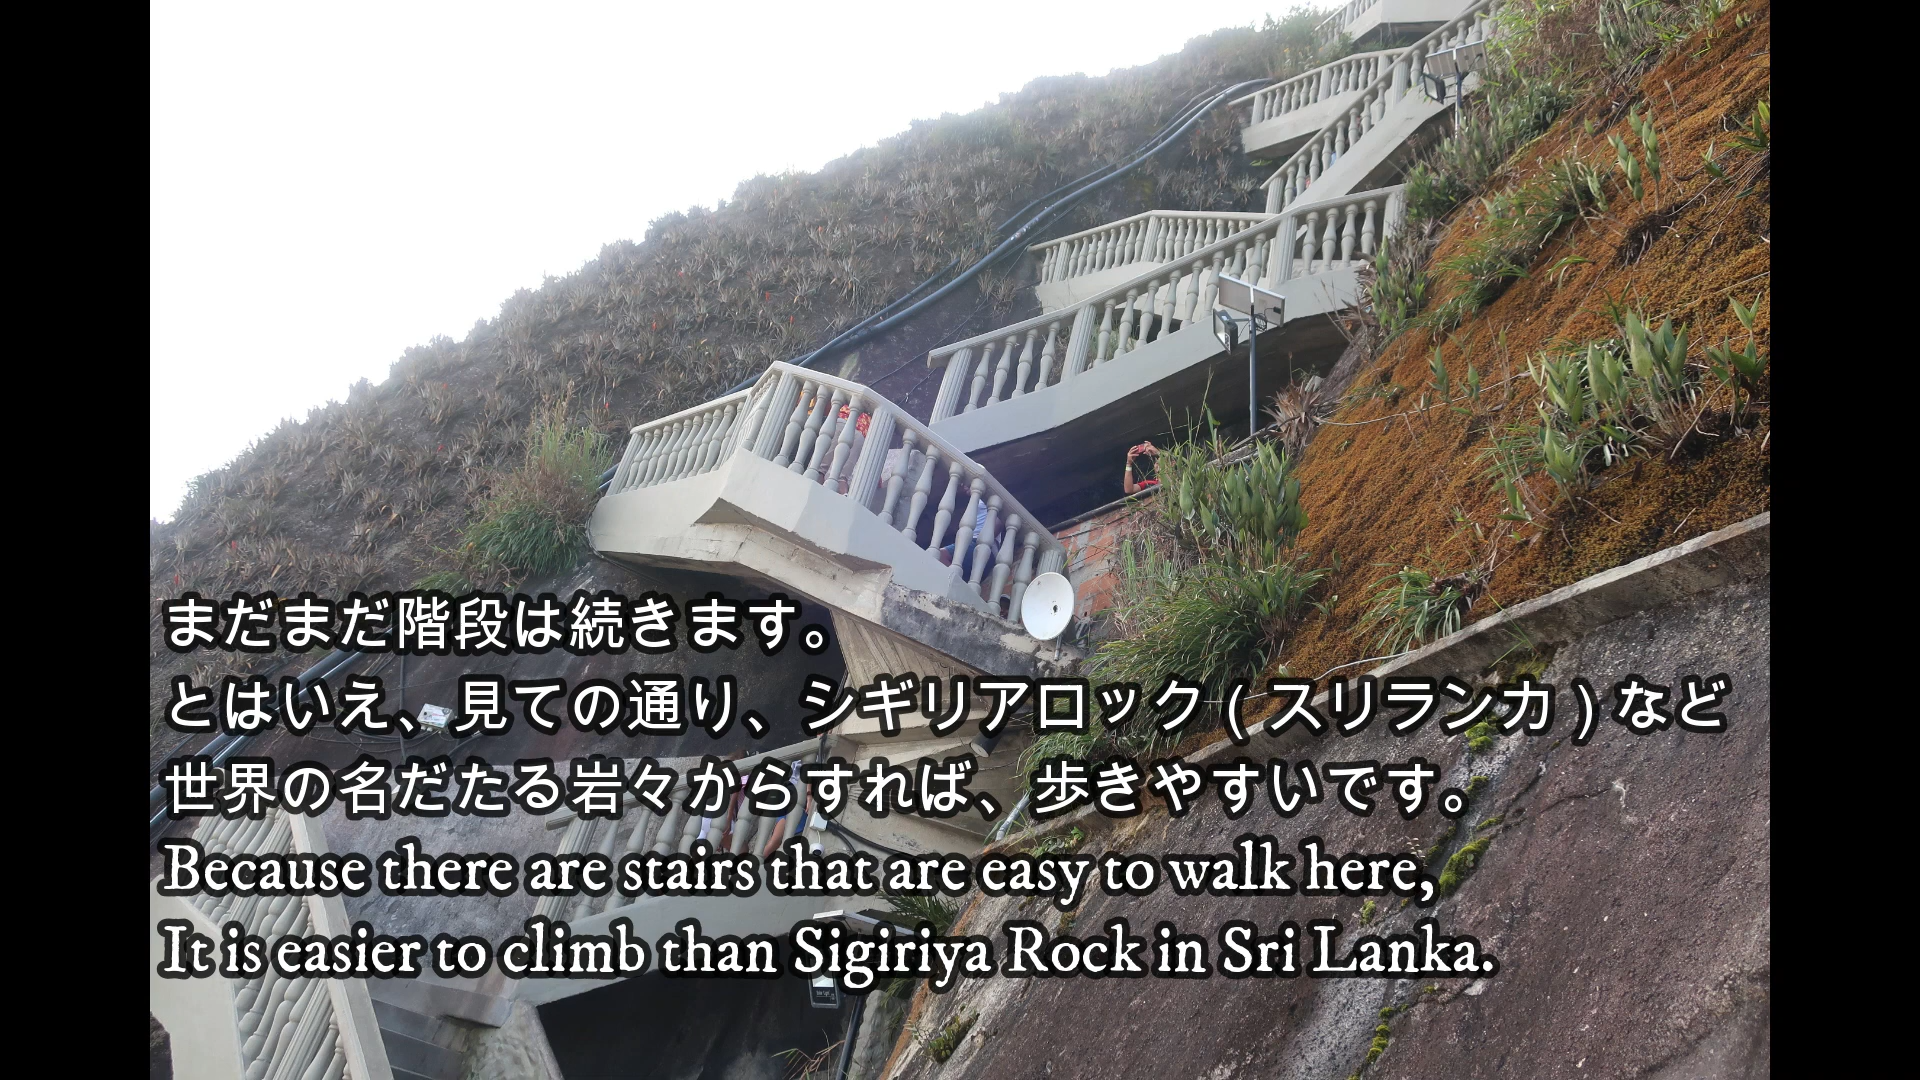 まだまだ階段は続きます。
とはいえ、見ての通り、シギリアロック ( スリランカ ) など
世界の名だたる岩々からすれば、歩きやすいです。
Because there are stairs that are easy to walk here,
It is easier to climb than Sigiriya Rock in Sri Lanka.